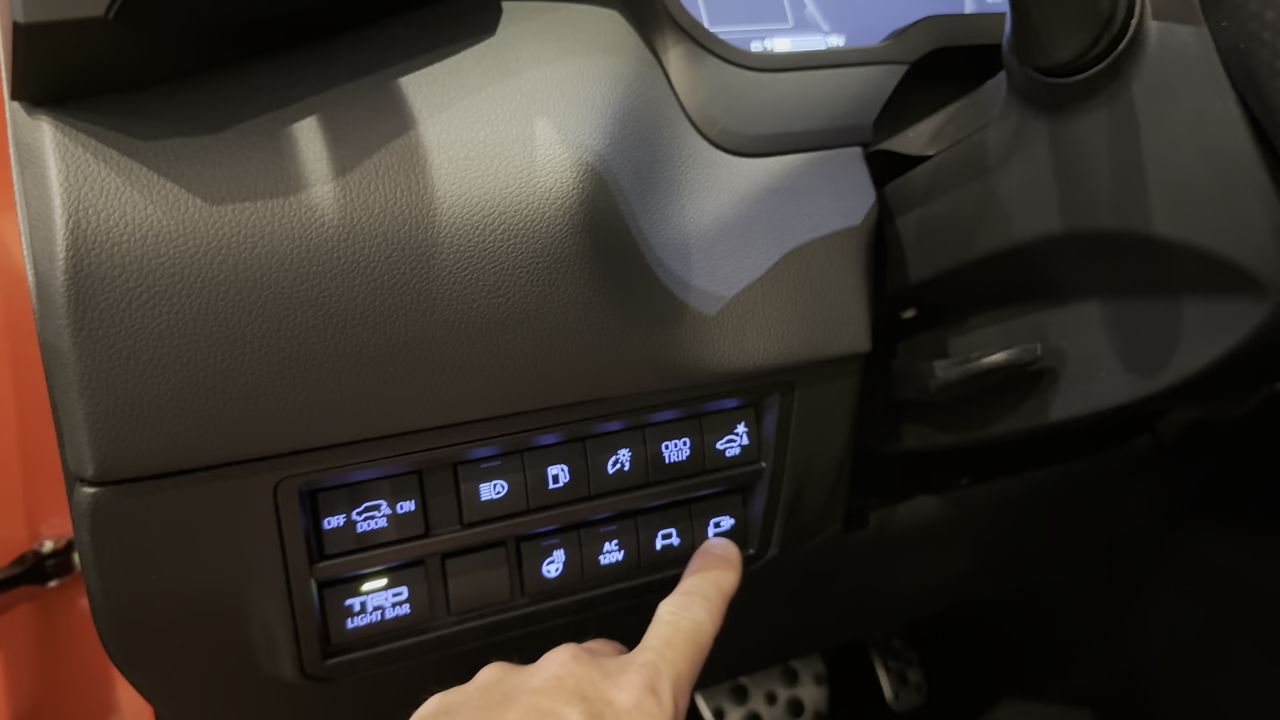 OFF ON
DOOR
ODO
TRIP
OFF
AC
120V
TRD
LIGHT BAR